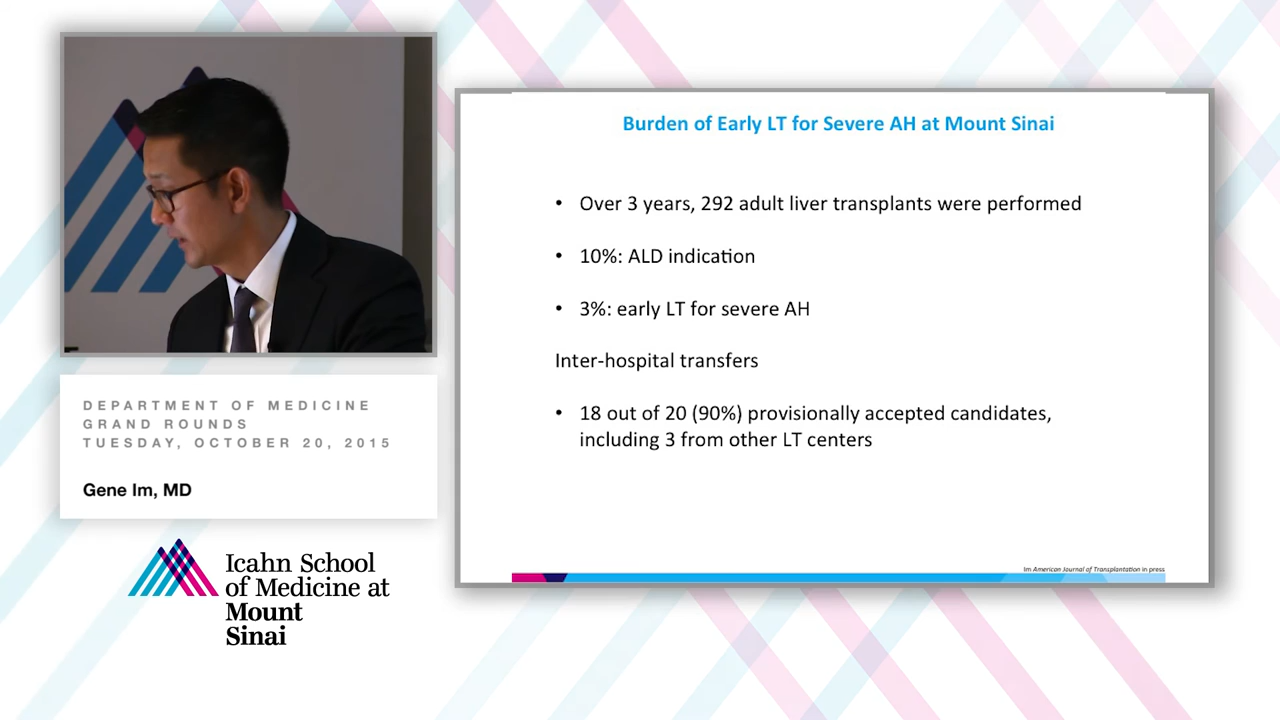 Burden of Early LT for Severe AH at Mount Sinai
• Over 3 years, 292 adult liver transplants were performed
• 10%: ALD indication
• 3%: early LT for severe AH
Inter-hospital transfers
• 18 out of 20 (90%) provisionally accepted candidates,
including 3 from other LT centers
Im American Journal of Transplantation in press
DEPARTMENT OF MEDICINE
GRAND ROUNDS
TUESDAY, OCTOBER 20, 2015
Gene Im, MD
Icahn School
of Medicine at
Mount
Sinai